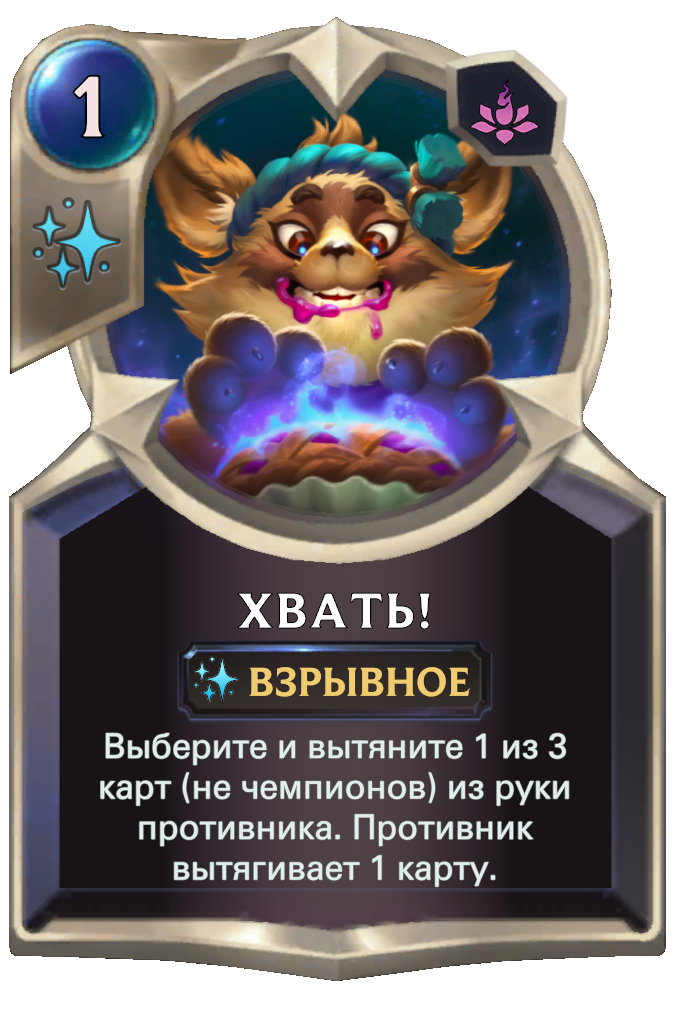 1
ХВАТЬ!
ВЗРЫВНОЕ
Выберите и вытяните 1 из 3
карт (не чемпионов) из руки
противника. Противник
вытягивает 1 карту.